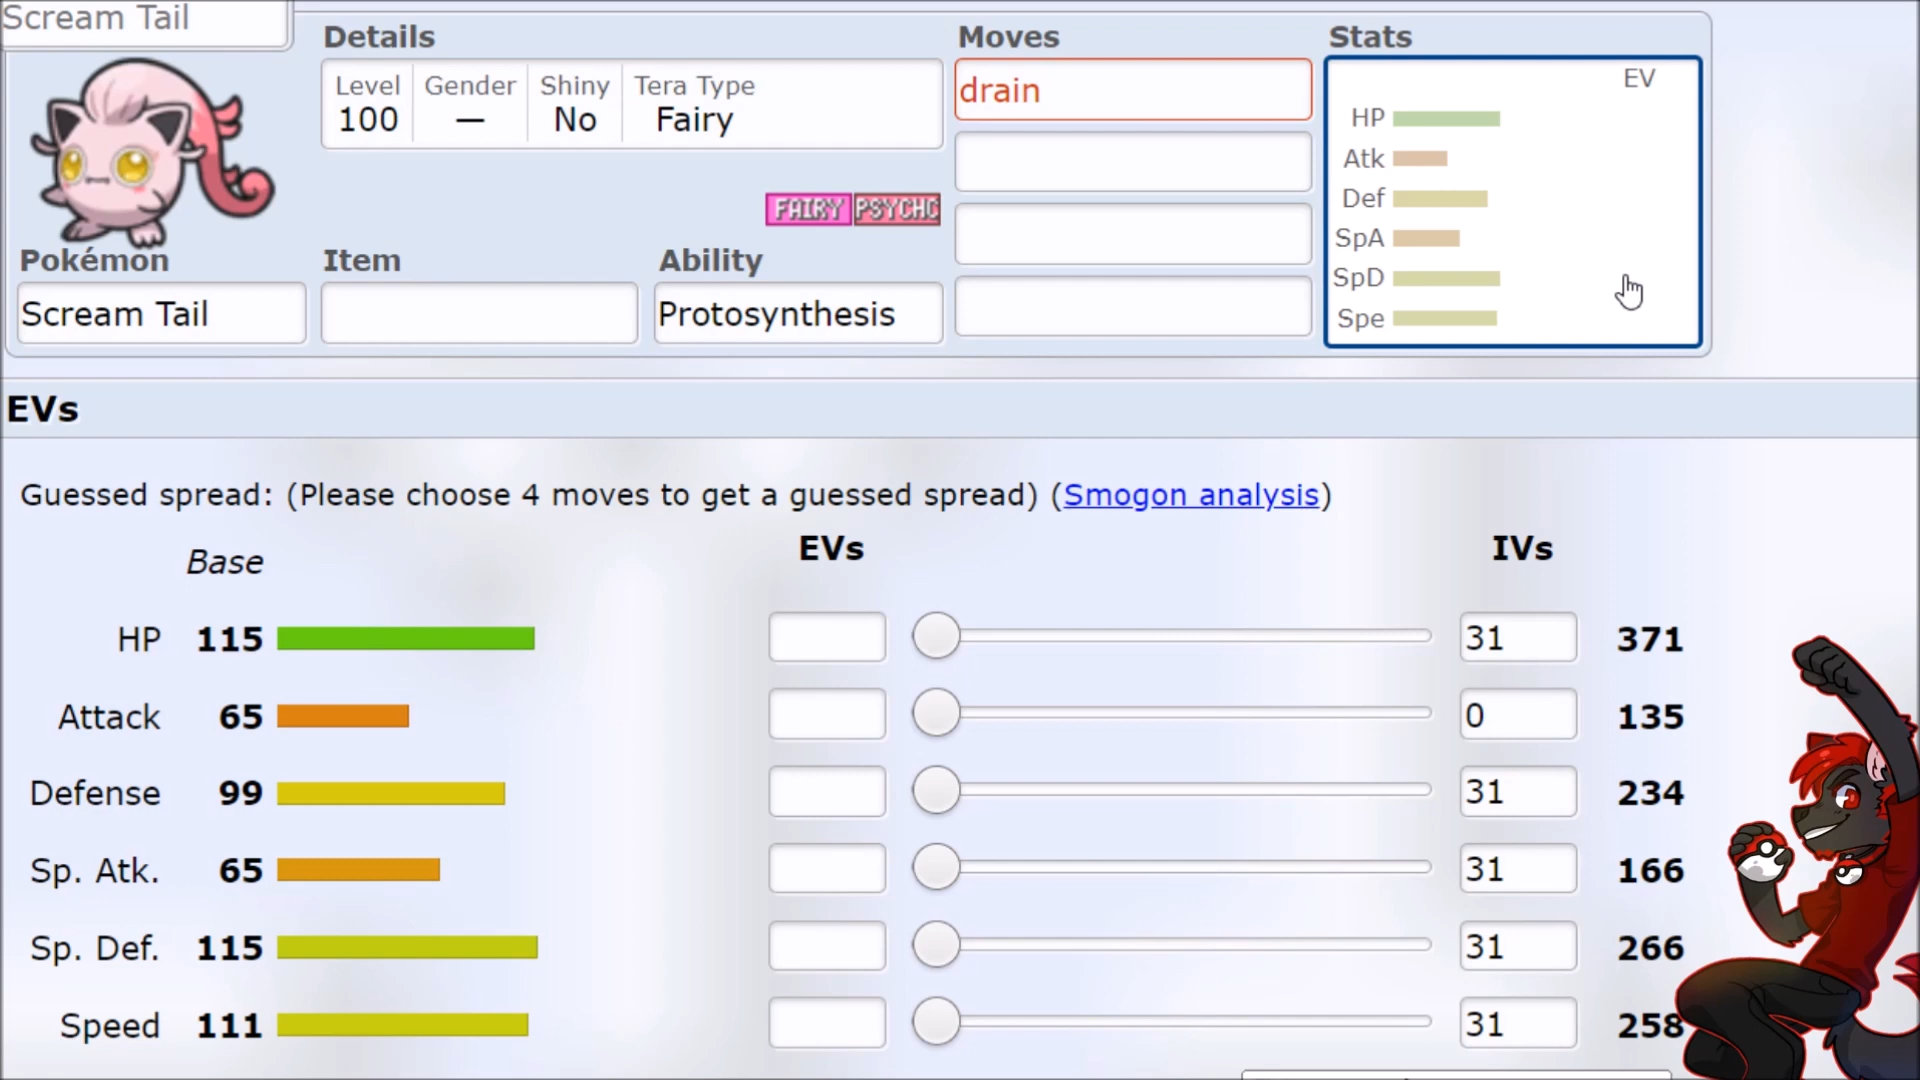 Scream Tail
Details
Moves
Stats
Level
Gender
Shiny
Tera Type
100
—
No
Fairy
drain
EV
HP
Atk
Def
SpA
SpD
Spe
FAIRY
PSYCHC
Pokémon
Item
Ability
Scream Tail
Protosynthesis
EVs
Guessed spread: (Please choose 4 moves to get a guessed spread) (Smogon analysis)
Base
EVs
IVs
HP 115 31 371
Attack 65 0 135
Defense 99 31 234
Sp. Atk. 65 31 166
Sp. Def. 115 31 266
Speed 111 31 258